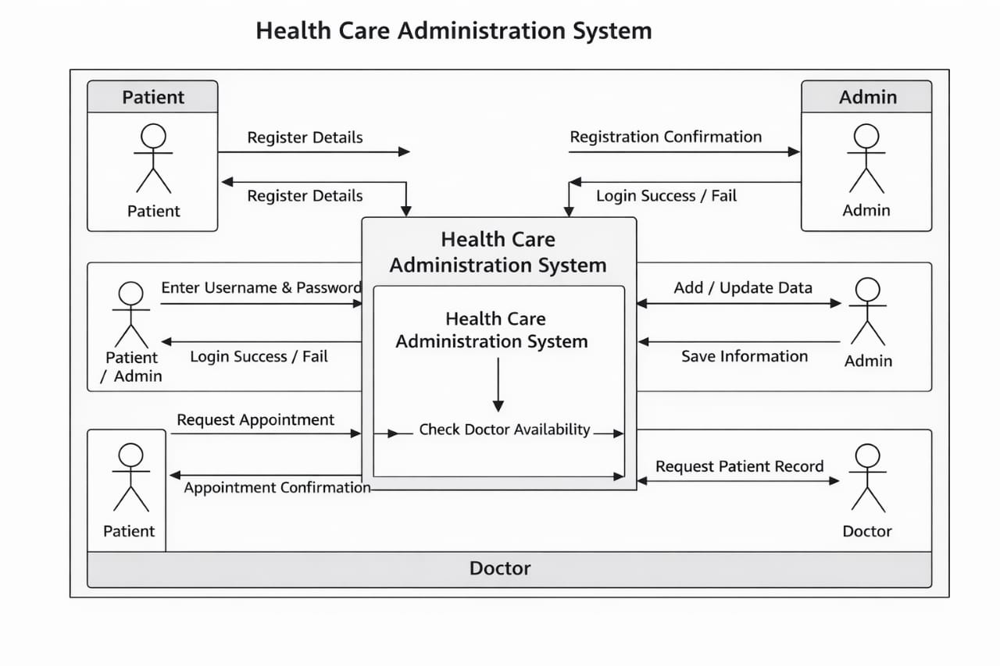 Health Care Administration System
Patient
Admin
Patient
Register Details
Register Details
Registration Confirmation
Login Success / Fail
Admin
Health Care
Administration System
Enter Username & Password
Login Success / Fail
Patient
/ Admin
Health Care
Administration System
Check Doctor Availability
Add / Update Data
Save Information
Admin
Request Appointment
Appointment Confirmation
Patient
Request Patient Record
Doctor
Doctor